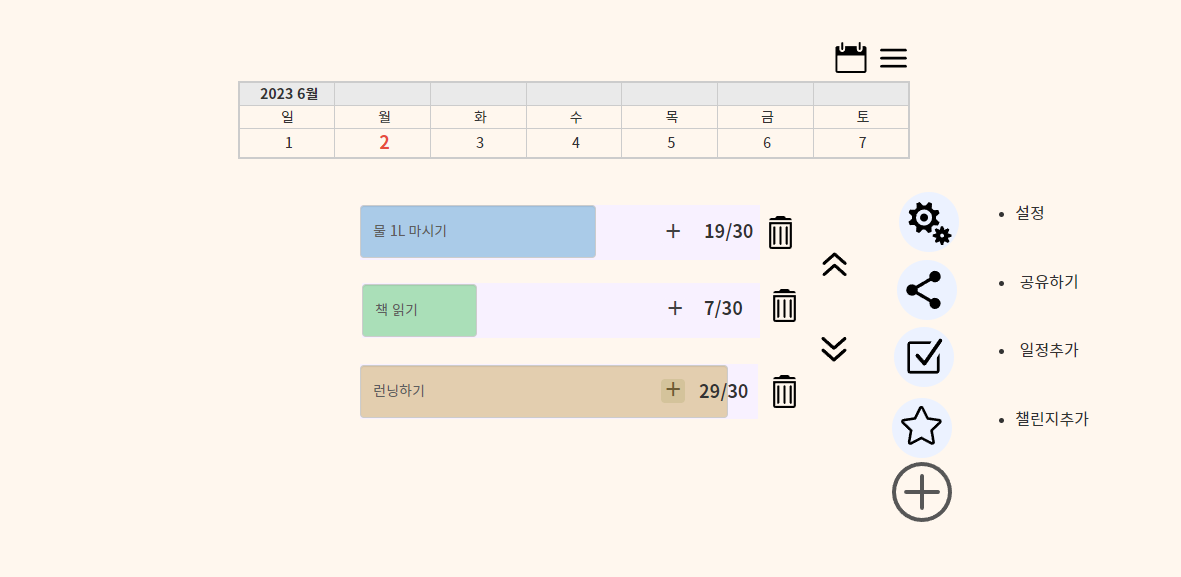 2023 6월
일 월 화 수 목 금 토
1 2 3 4 5 6 7
물 1L 마시기 + 19/30
책 읽기 + 7/30
런닝하기 + 29/30
• 설정
• 공유하기
• 일정추가
• 챌린지추가